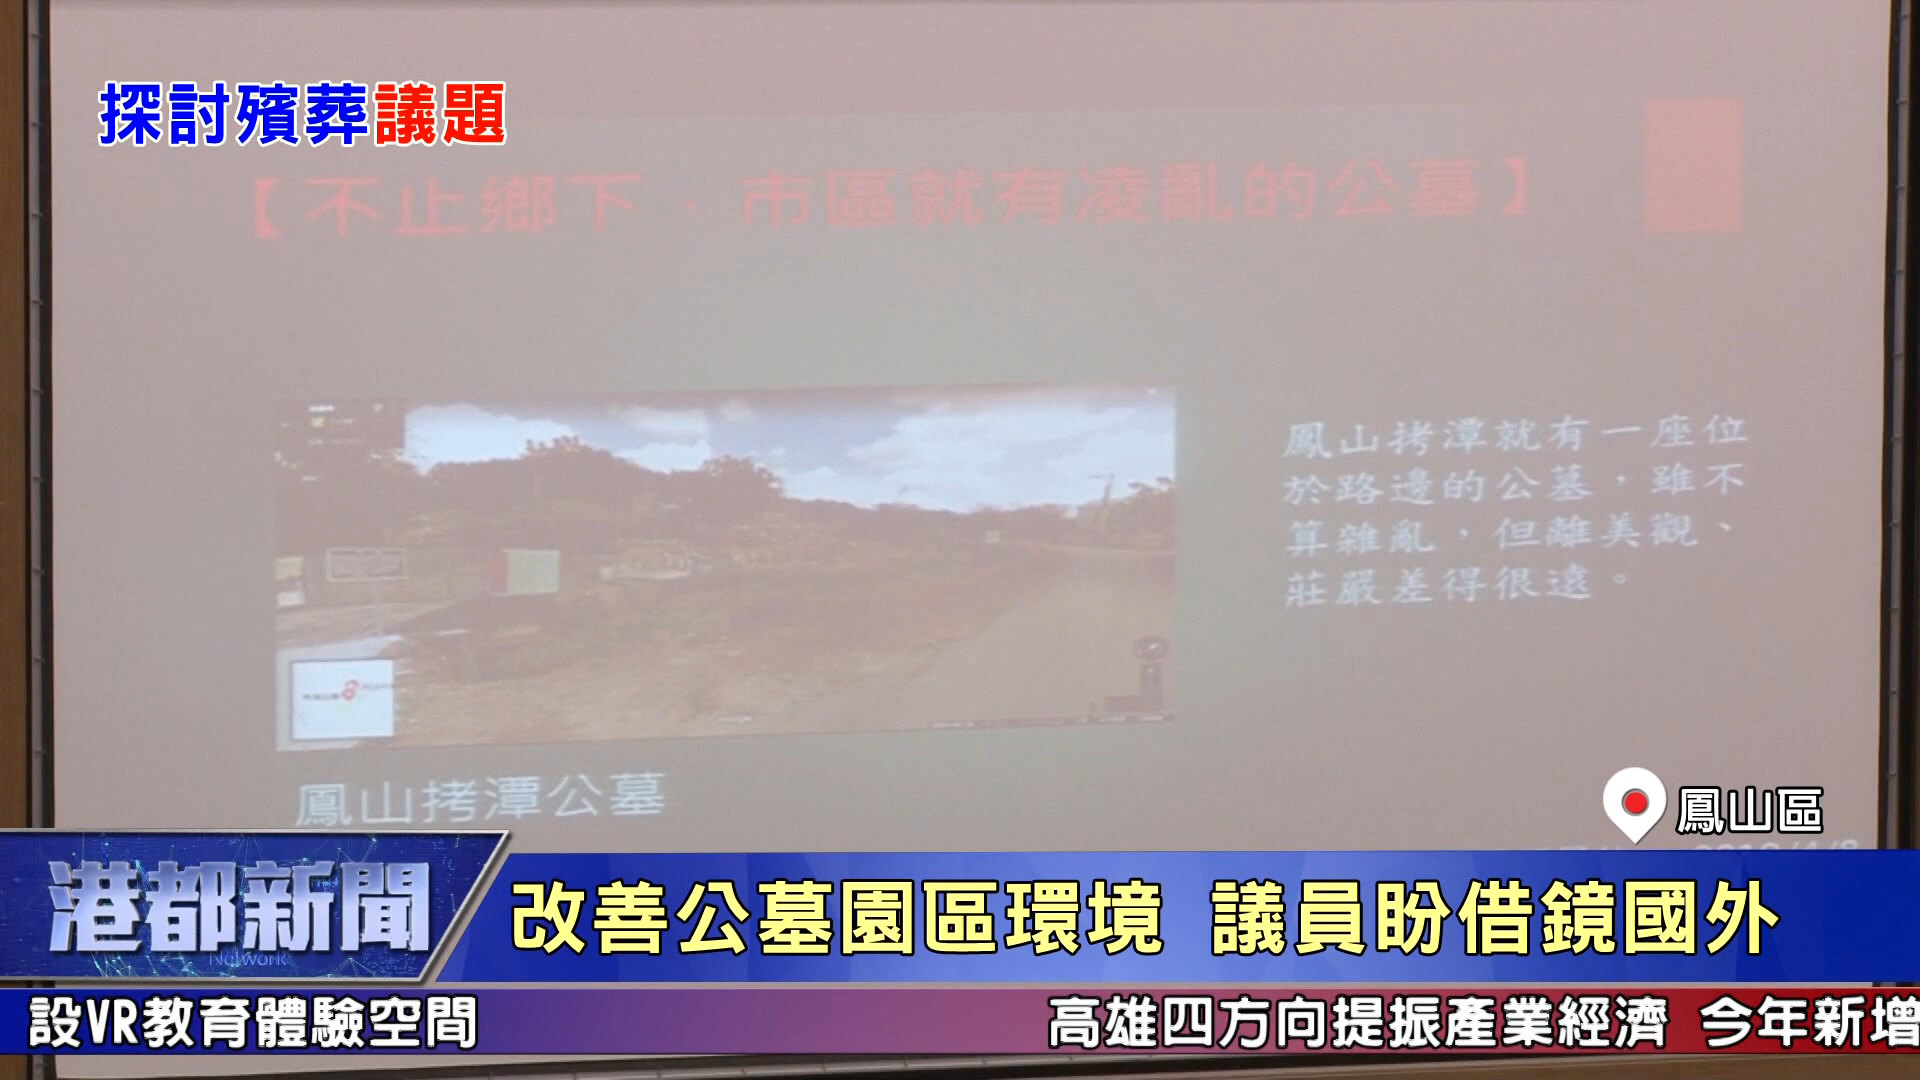 探討殯葬議題
【不止鄉下．市區就有凌亂的公墓】
鳳山拷潭就有一座位
於路邊的公墓，雖不
算雜亂，但離美觀、
莊嚴差得很遠。
鳳山拷潭公墓
鳳山區
港都新聞
Network
改善公墓園區環境 議員盼借鏡國外
設VR教育體驗空間
高雄四方向提振產業經濟 今年新增